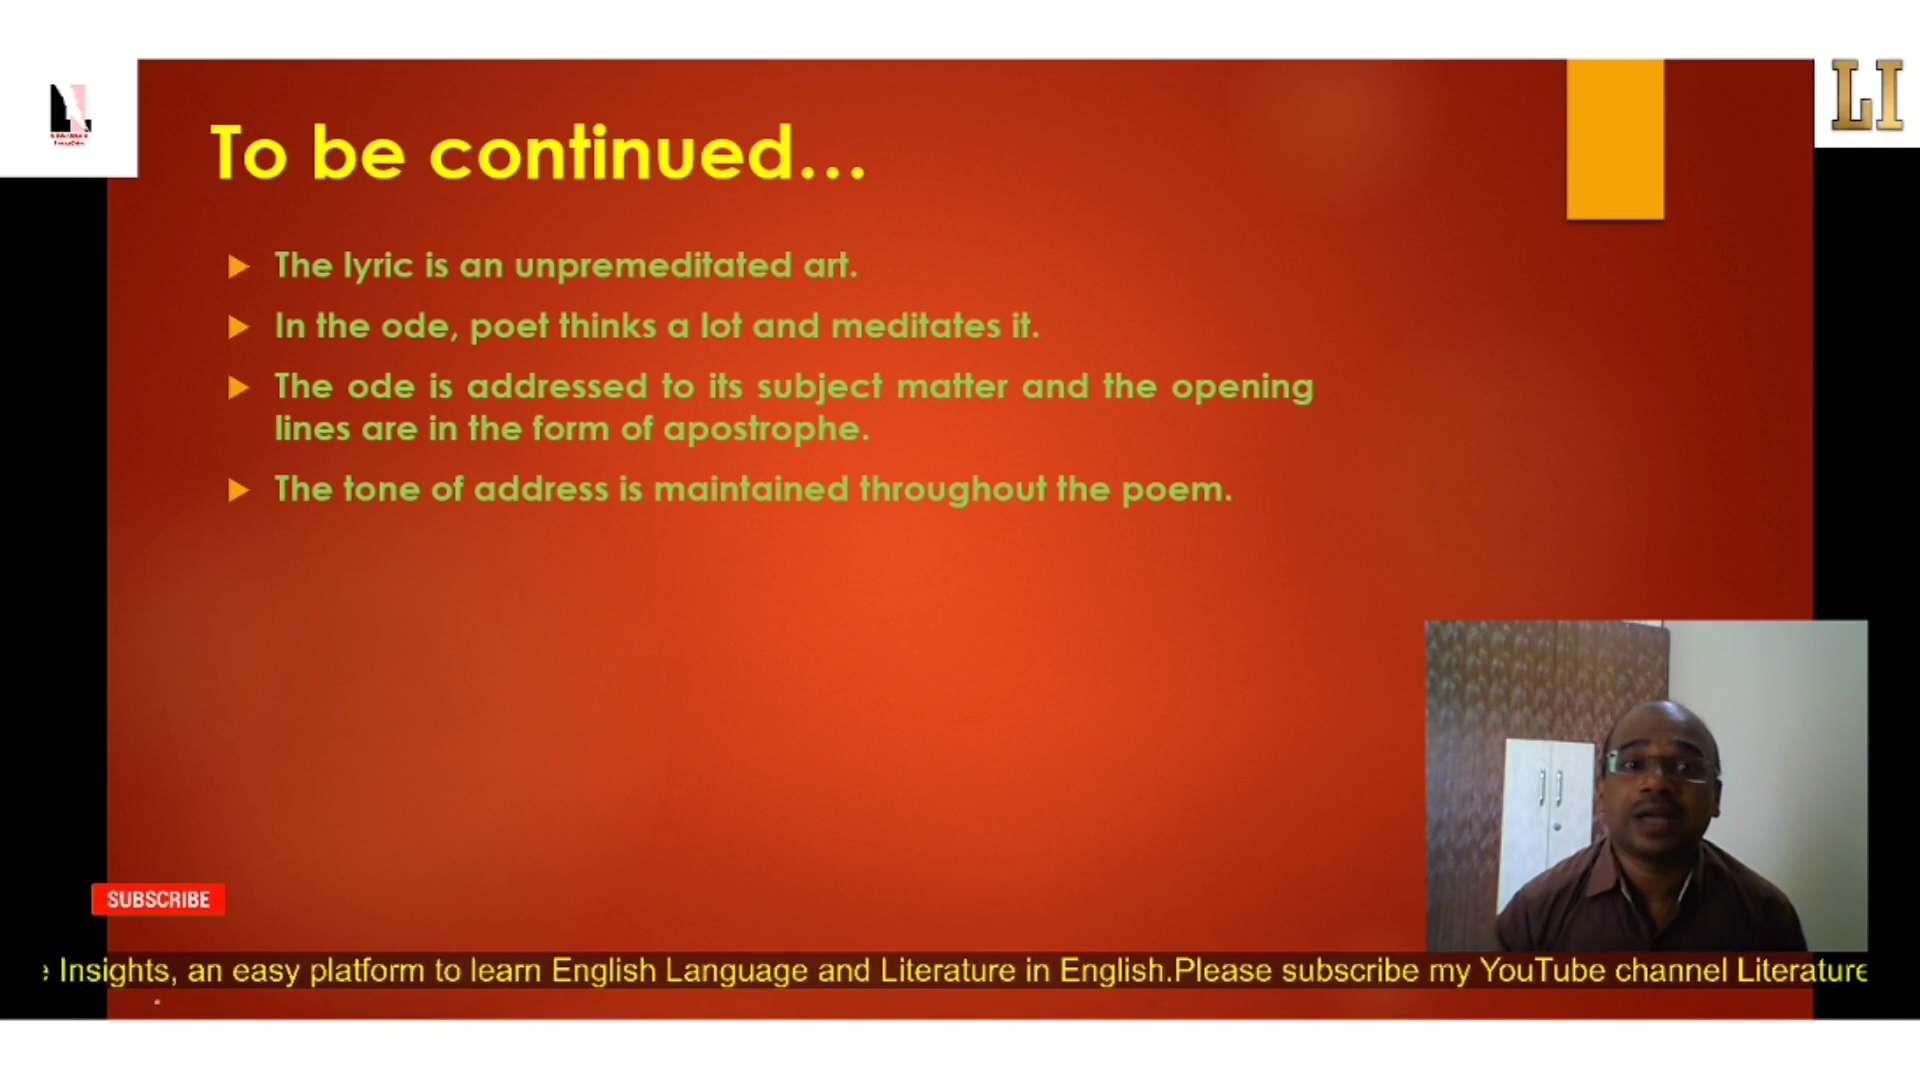 LI
To be continued...
The lyric is an unpremeditated art.
In the ode, poet thinks a lot and meditates it.
The ode is addressed to its subject matter and the opening
lines are in the form of apostrophe.
The tone of address is maintained throughout the poem.
SUBSCRIBE
Insights, an easy platform to learn English Language and Literature in English.Please subscribe my YouTube channel Literature